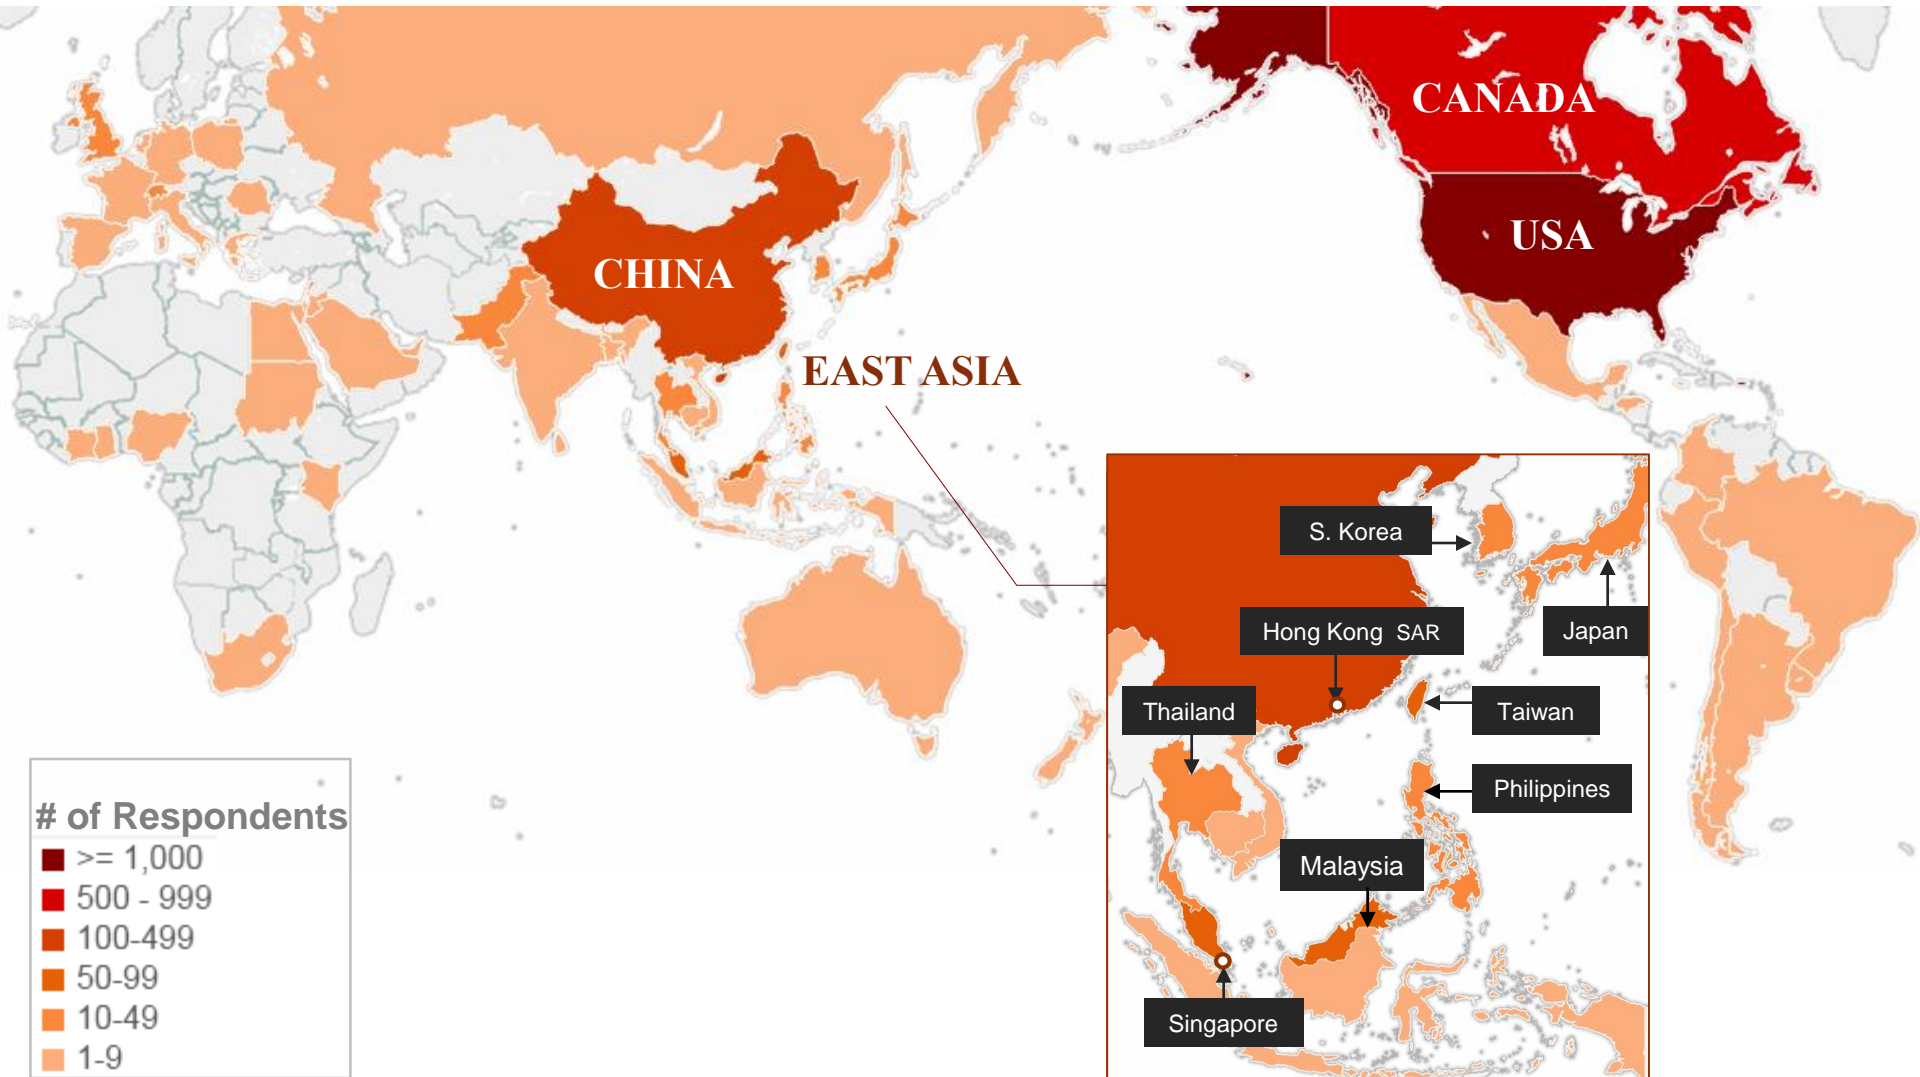 CANADA
USA
CHINA
EAST ASIA
S. Korea
Hong Kong SAR
Japan
Thailand
Taiwan
Philippines
Malaysia
Singapore
# of Respondents
>= 1,000
500 - 999
100-499
50-99
10-49
1-9